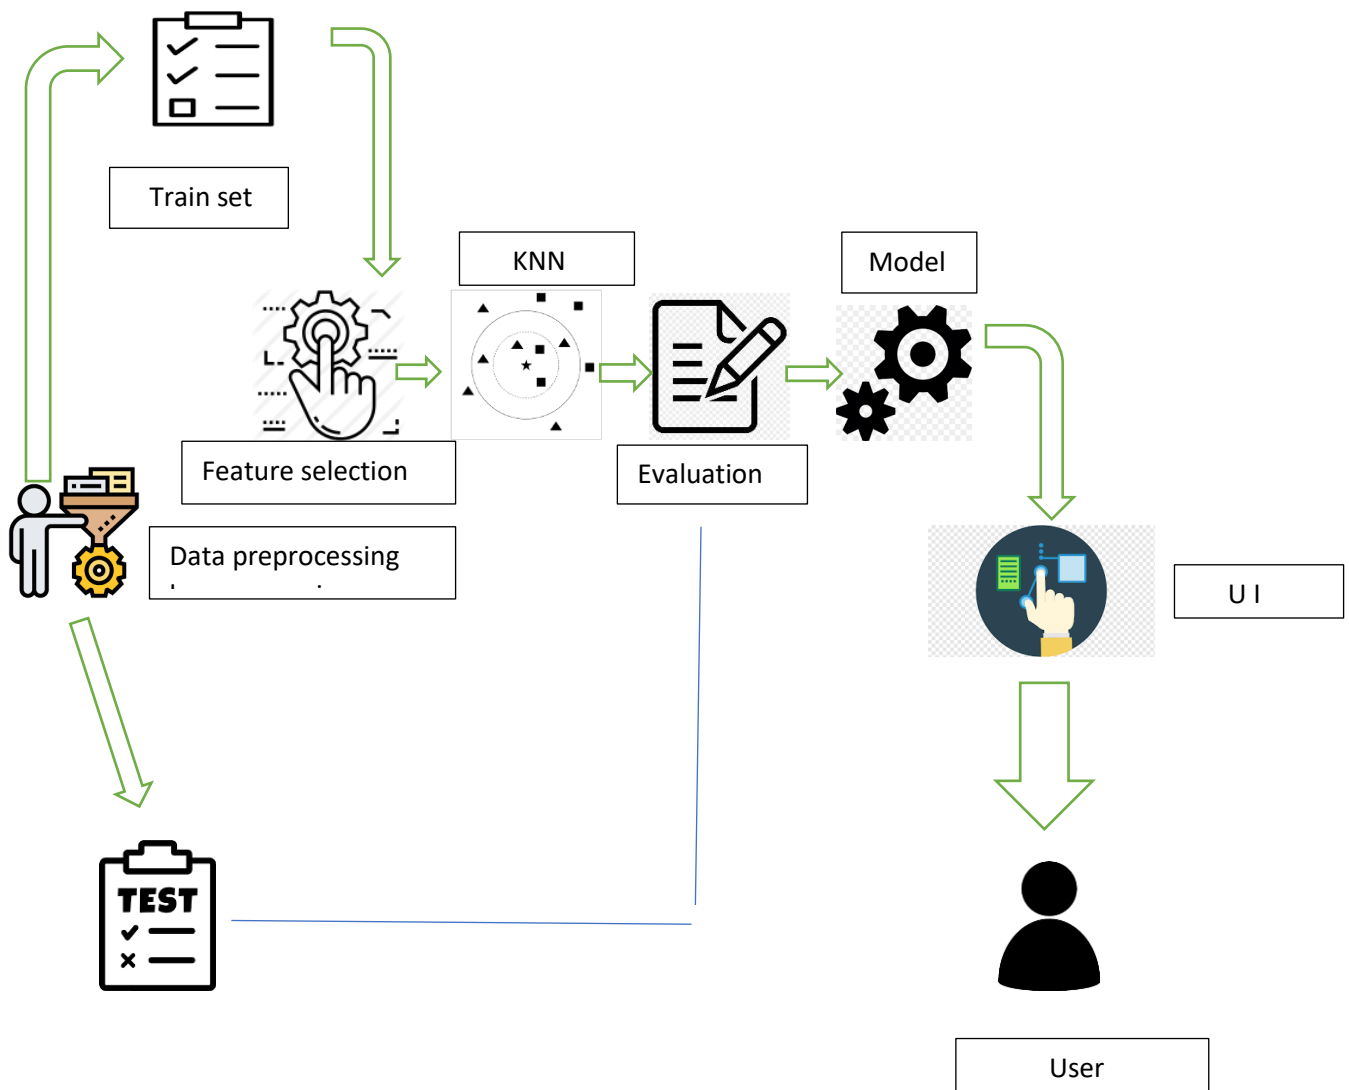 Train set
KNN
Model
Feature selection
Evaluation
Data preprocessing
U I
TEST
User